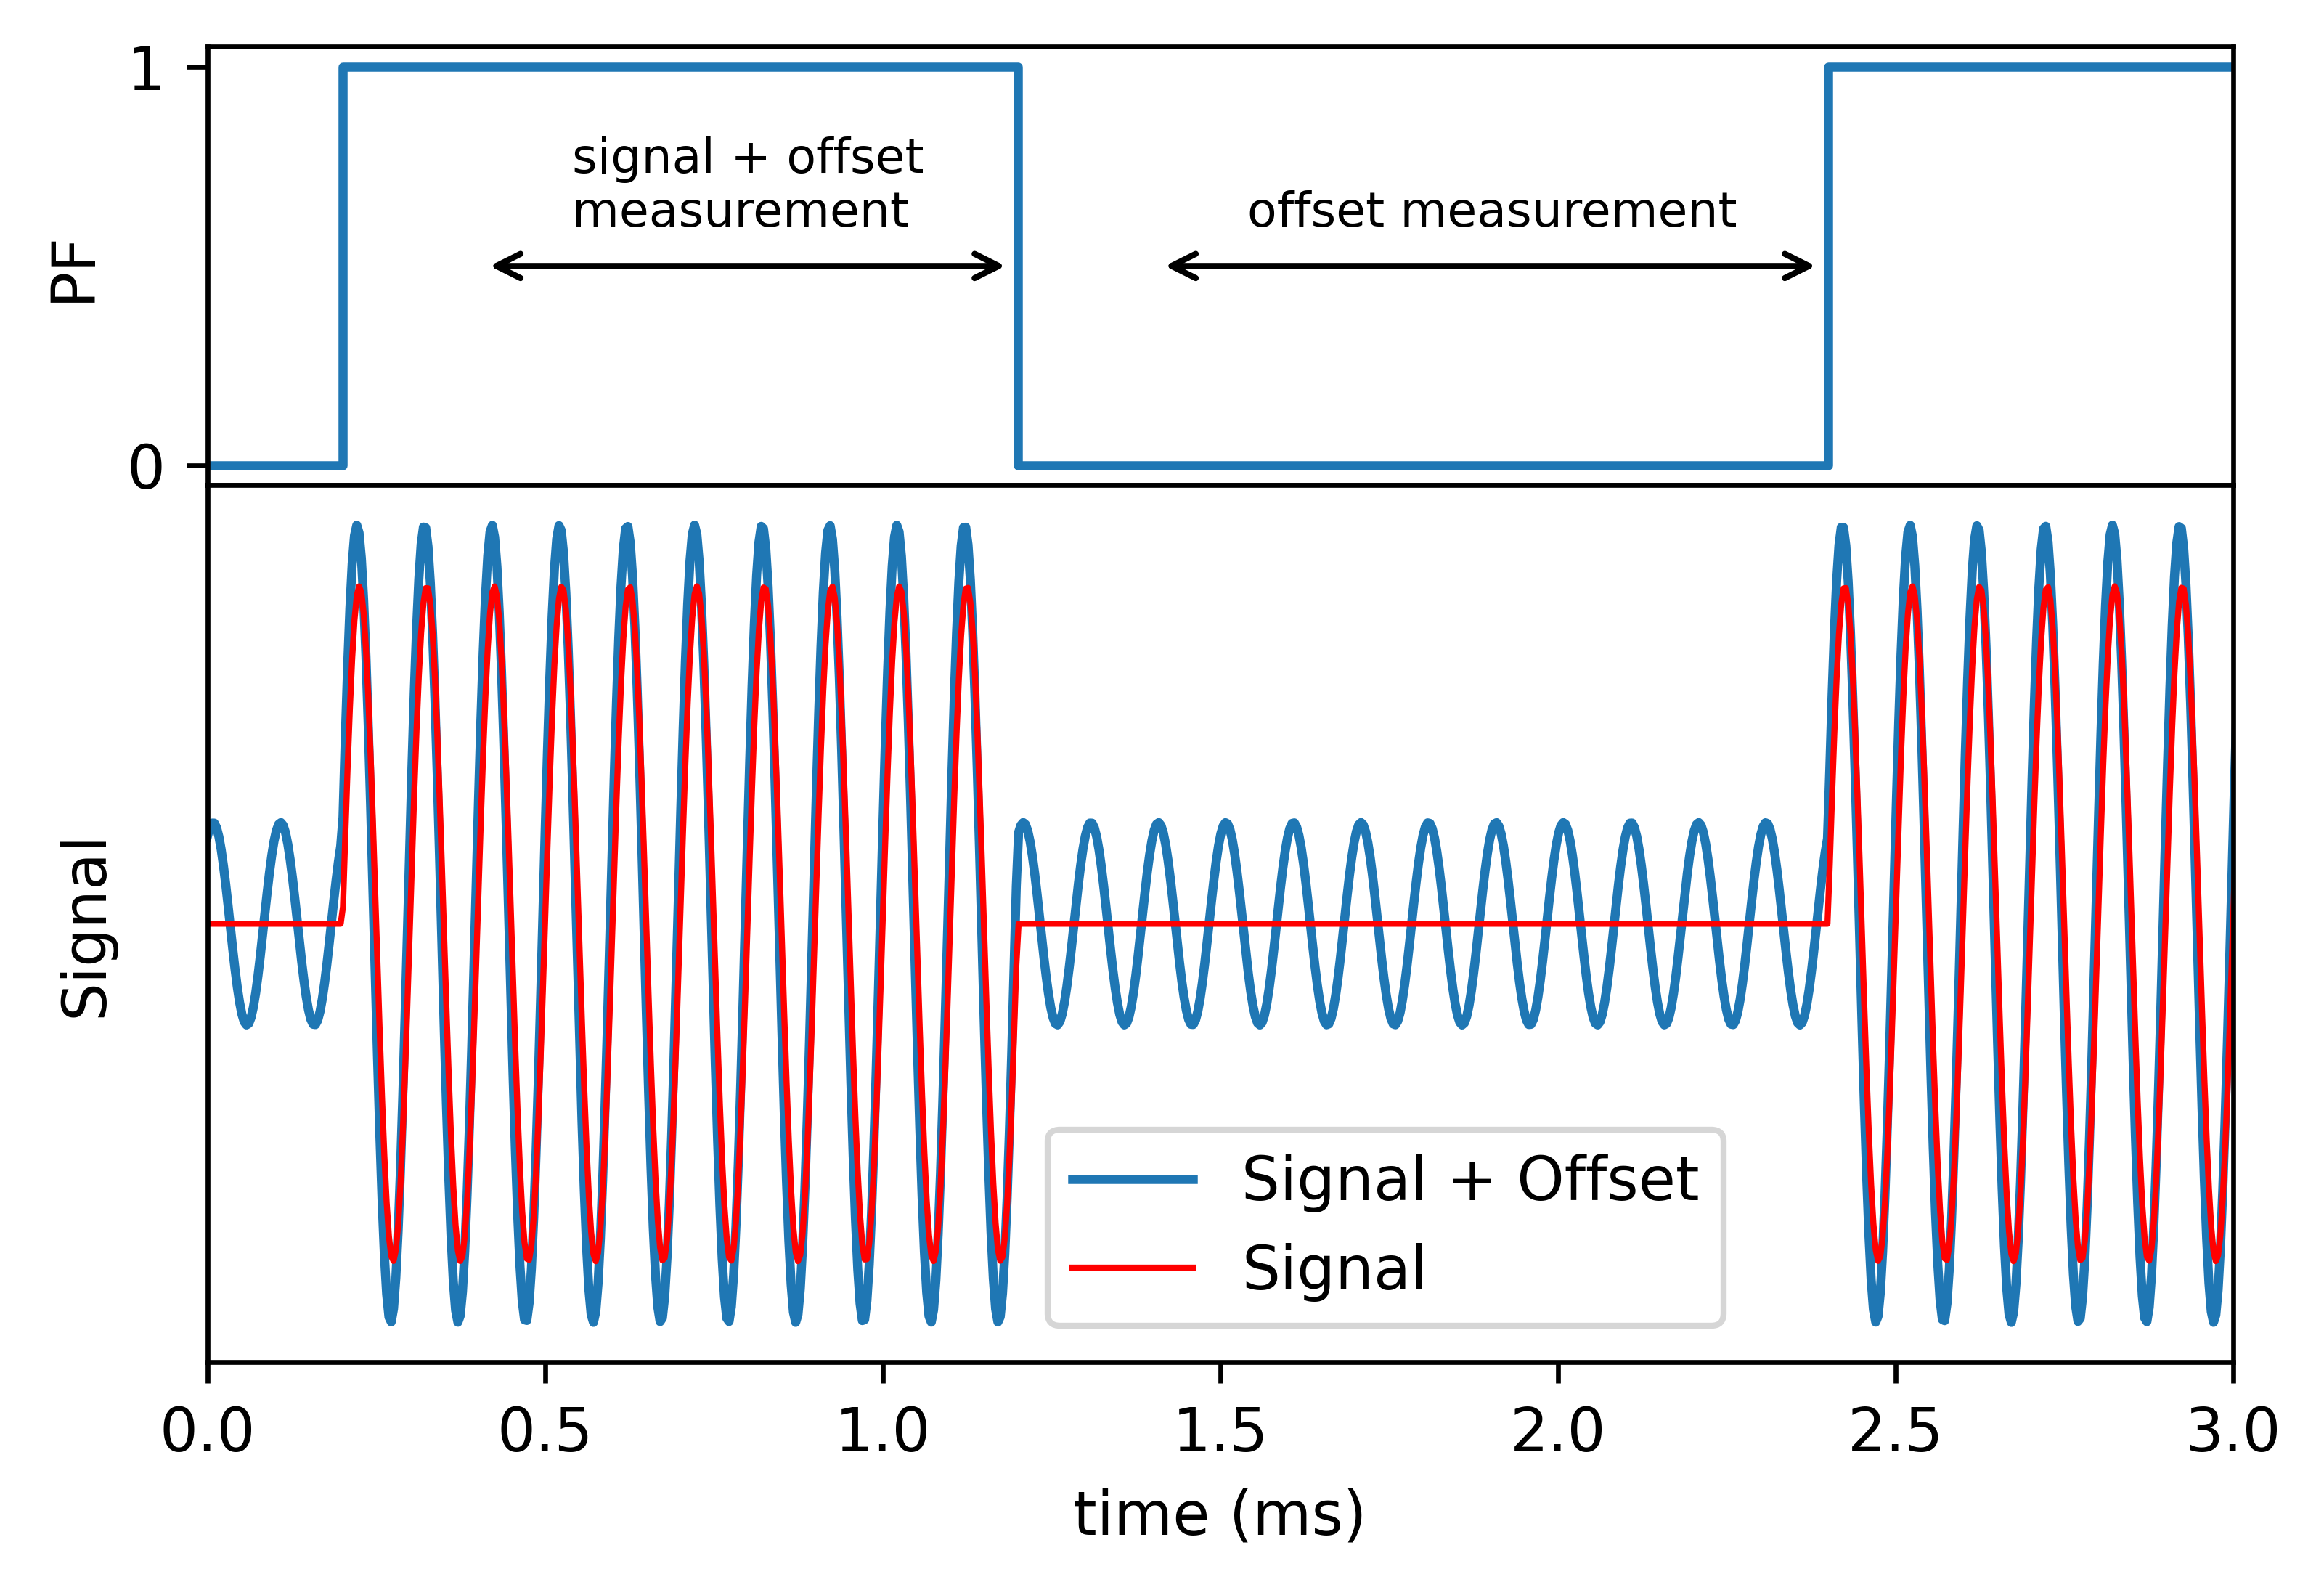 1
signal + offset
measurement
offset measurement
PF
0
Signal
Signal + Offset
Signal
0.0 0.5 1.0 1.5 2.0 2.5 3.0
time (ms)